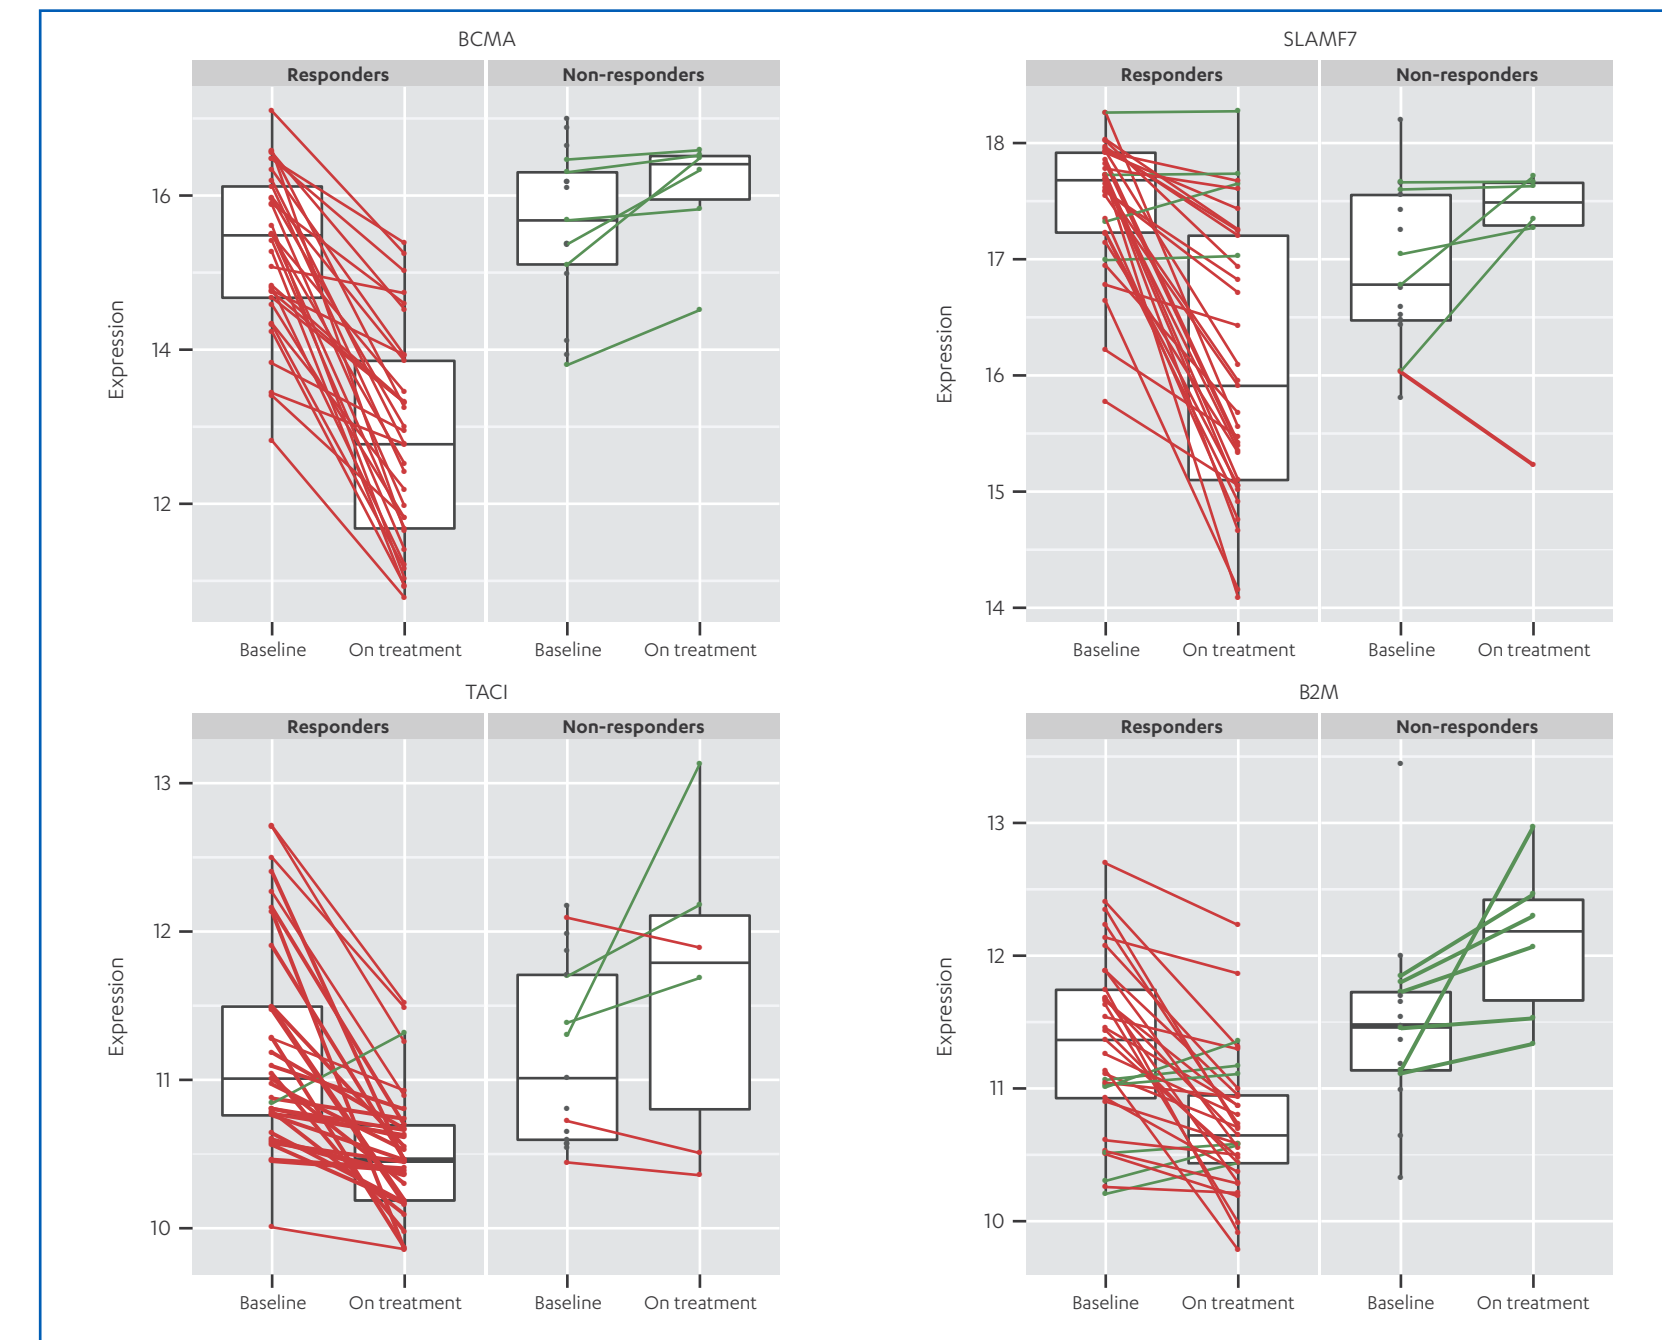 BCMA
Responders
Non-responders
Expression
16
14
12
Baseline
On treatment
Baseline
On treatment
SLAMF7
Responders
Non-responders
Expression
18
17
16
15
14
Baseline
On treatment
Baseline
On treatment
TACI
Responders
Non-responders
Expression
13
12
11
10
Baseline
On treatment
Baseline
On treatment
B2M
Responders
Non-responders
Expression
13
12
11
10
Baseline
On treatment
Baseline
On treatment